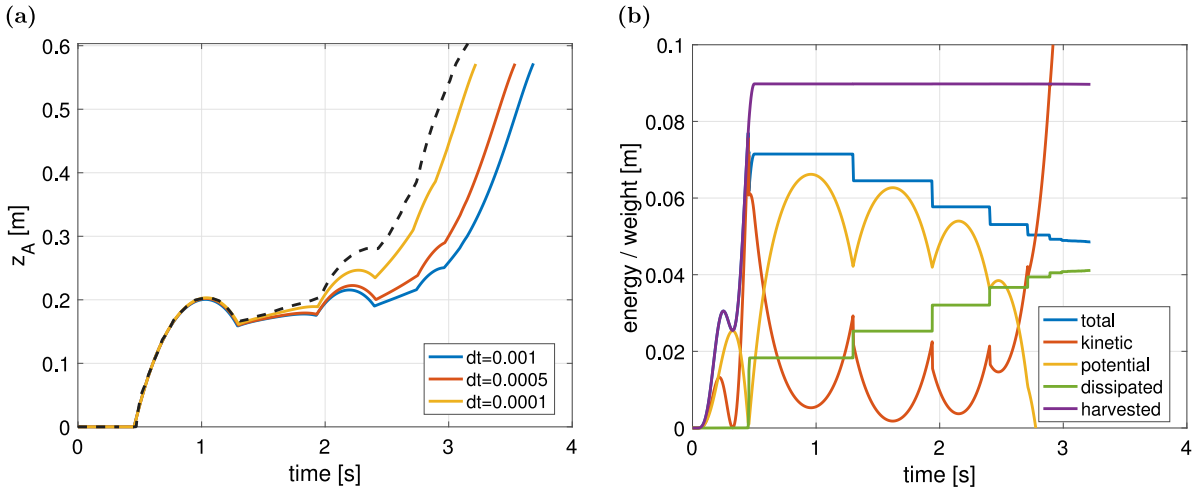 (a)
0.6
0.5
0.4
0.3
0.2
0.1
0
z_A [m]
0 1 2 3 4
time [s]
dt=0.001
dt=0.0005
dt=0.0001
(b)
0.1
0.08
0.06
0.04
0.02
0
energy / weight [m]
0 1 2 3 4
time [s]
total
kinetic
potential
dissipated
harvested